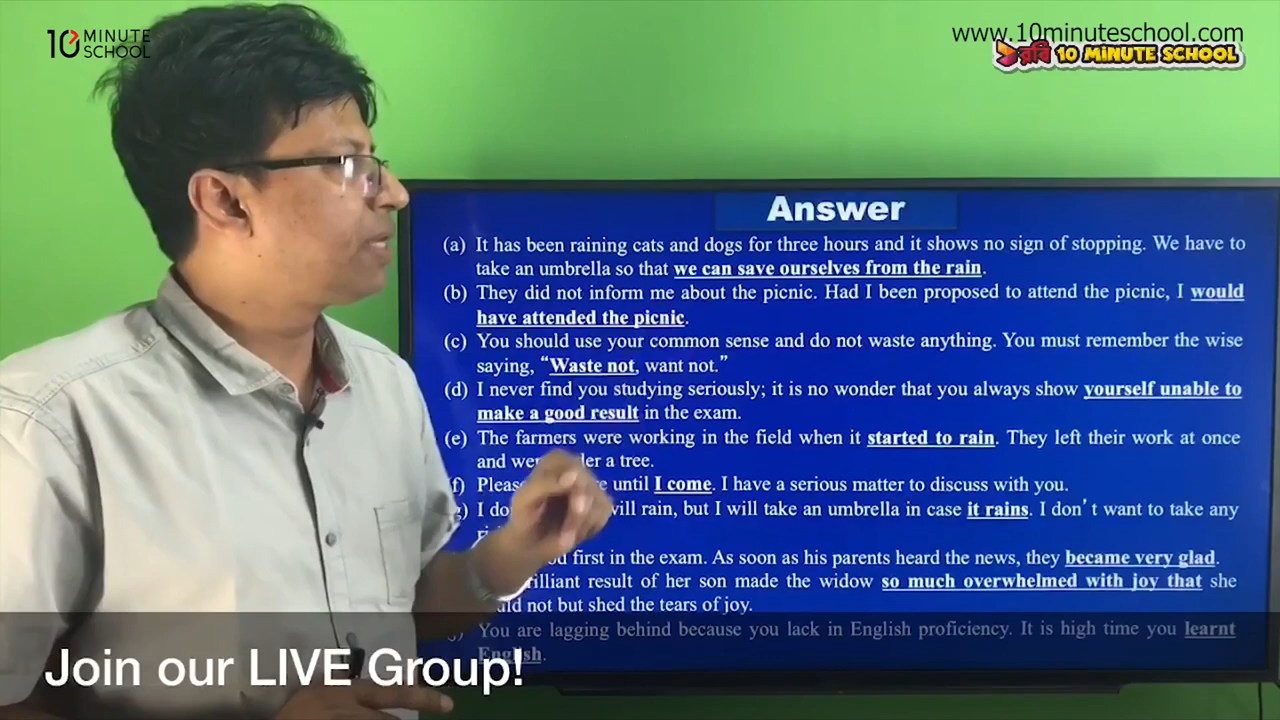 10 MINUTE SCHOOL
www.10minuteschool.com
রবি 10 MiNUTE SCHOOL
Answer
(a) It has been raining cats and dogs for three hours and it shows no sign of stopping. We have to
take an umbrella so that we can save ourselves from the rain.
(b) They did not inform me about the picnic. Had I been proposed to attend the picnic, I would
have attended the picnic.
(c) You should use your common sense and do not waste anything. You must remember the wise
saying, “Waste not, want not.”
(d) I never find you studying seriously; it is no wonder that you always show yourself unable to
make a good result in the exam.
(e) The farmers were working in the field when it started to rain. They left their work at once
and a tree.
(f) until I come. I have a serious matter to discuss with you.
I will rain, but I will take an umbrella in case it rains. I don't want to take any
first in the exam. As soon as his parents heard the news, they became very glad.
result of her son made the widow so much overwhelmed with joy that she
not but shed the tears of joy.
You are lagging behind because you lack in English proficiency. It is high time you learnt
English.
Join our LIVE Group!